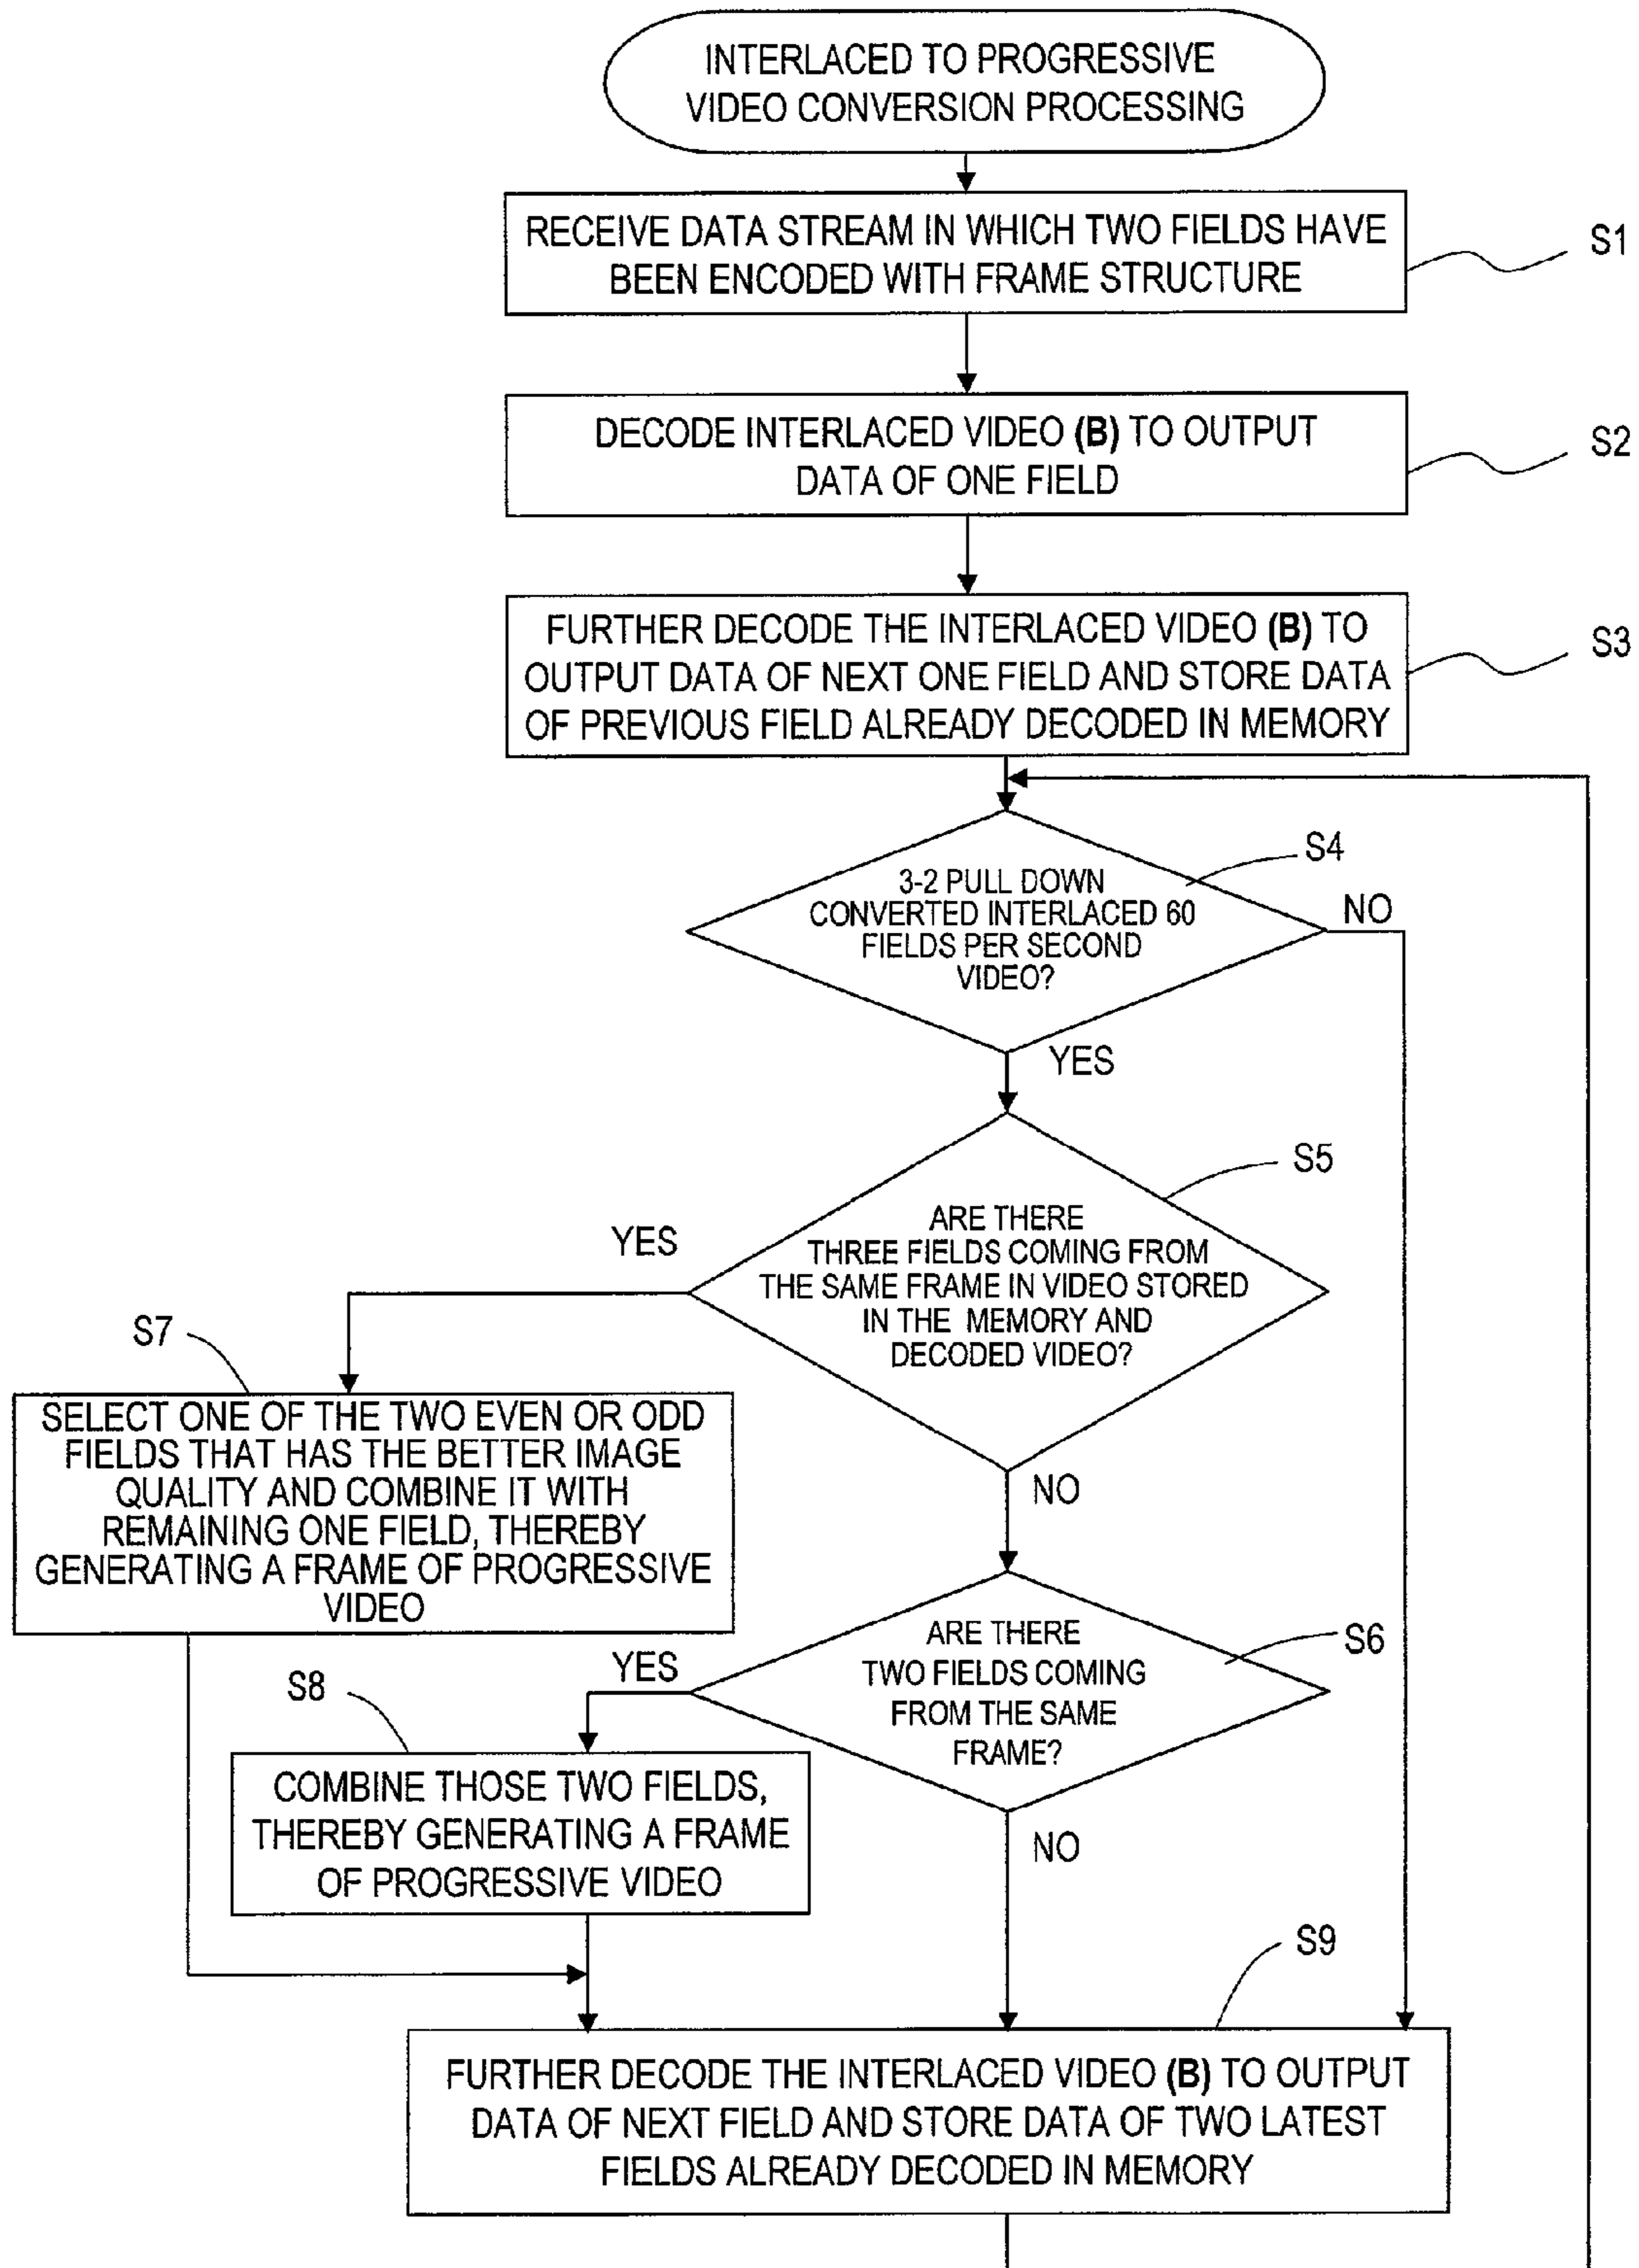 INTERLACED TO PROGRESSIVE
VIDEO CONVERSION PROCESSING
RECEIVE DATA STREAM IN WHICH TWO FIELDS HAVE
BEEN ENCODED WITH FRAME STRUCTURE
S1
DECODE INTERLACED VIDEO (B) TO OUTPUT
DATA OF ONE FIELD
S2
FURTHER DECODE THE INTERLACED VIDEO (B) TO
OUTPUT DATA OF NEXT ONE FIELD AND STORE DATA
OF PREVIOUS FIELD ALREADY DECODED IN MEMORY
S3
S4
3-2 PULL DOWN
CONVERTED INTERLACED 60
FIELDS PER SECOND
VIDEO?
NO
YES
S5
ARE THERE
THREE FIELDS COMING FROM
THE SAME FRAME IN VIDEO STORED
IN THE MEMORY AND
DECODED VIDEO?
YES
NO
S7
SELECT ONE OF THE TWO EVEN OR ODD
FIELDS THAT HAS THE BETTER IMAGE
QUALITY AND COMBINE IT WITH
REMAINING ONE FIELD, THEREBY
GENERATING A FRAME OF PROGRESSIVE
VIDEO
S6
ARE THERE
TWO FIELDS COMING
FROM THE SAME
FRAME?
YES
NO
S8
COMBINE THOSE TWO FIELDS,
THEREBY GENERATING A FRAME
OF PROGRESSIVE VIDEO
S9
FURTHER DECODE THE INTERLACED VIDEO (B) TO OUTPUT
DATA OF NEXT FIELD AND STORE DATA OF TWO LATEST
FIELDS ALREADY DECODED IN MEMORY